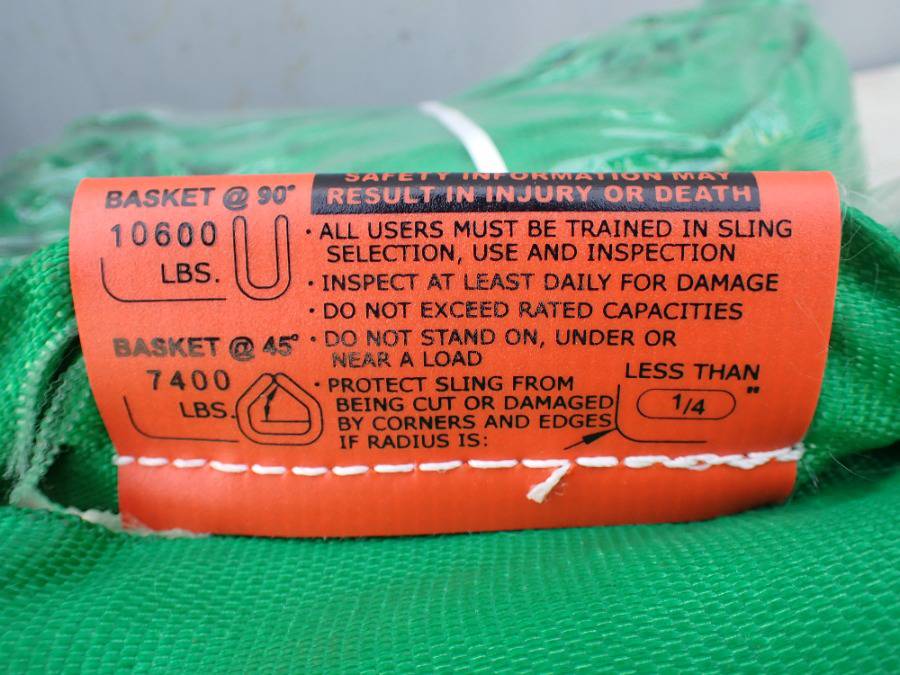 BASKET @ 90°
10600
LBS.
BASKET @ 45°
7400
LBS.
SAFETY INFORMATION MAY
RESULT IN INJURY OR DEATH
· ALL USERS MUST BE TRAINED IN SLING
SELECTION, USE AND INSPECTION
· INSPECT AT LEAST DAILY FOR DAMAGE
· DO NOT EXCEED RATED CAPACITIES
· DO NOT STAND ON, UNDER OR
NEAR A LOAD
· PROTECT SLING FROM
BEING CUT OR DAMAGED
BY CORNERS AND EDGES
IF RADIUS IS:
LESS THAN
1/4 "